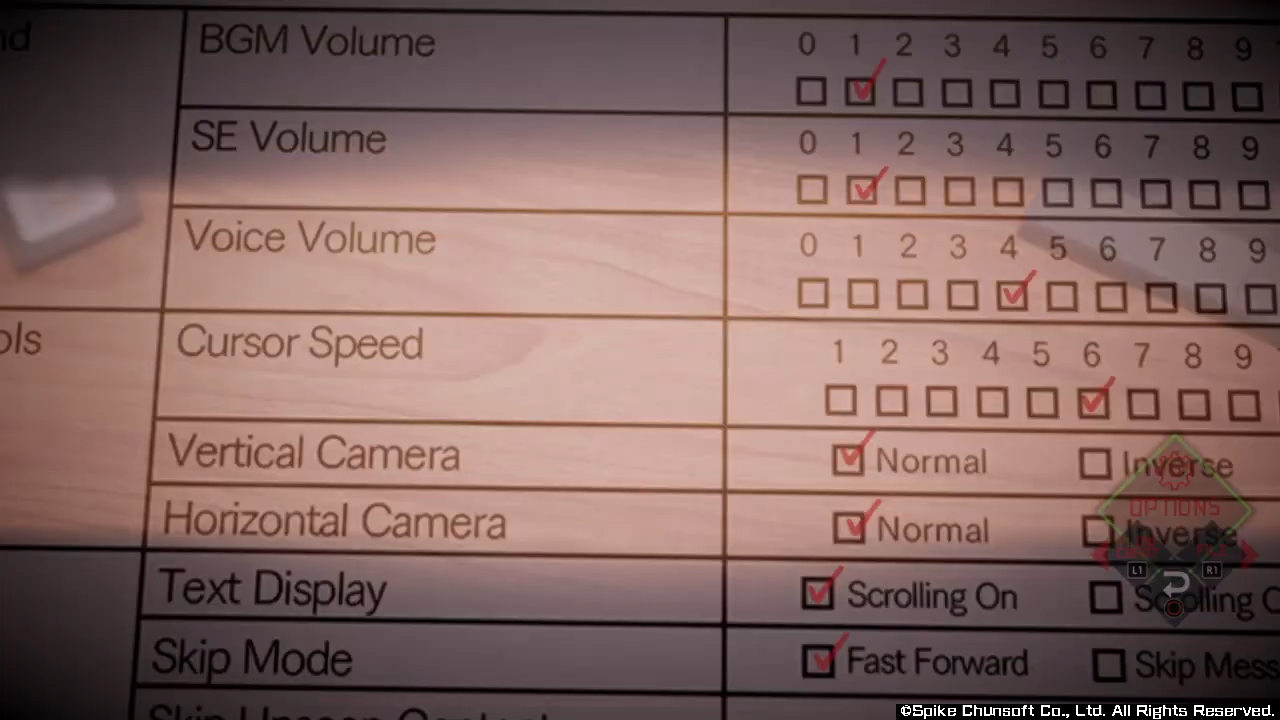 nd
BGM Volume
0 1 2 3 4 5 6 7 8 9
SE Volume
0 1 2 3 4 5 6 7 8 9
Voice Volume
0 1 2 3 4 5 6 7 8 9
ols
Cursor Speed
1 2 3 4 5 6 7 8 9
Vertical Camera
Normal Inverse
Horizontal Camera
Normal Inverse
OPTIONS
L1 R1
Text Display
Scrolling On Scrolling O
Skip Mode
Fast Forward Skip Mess
©Spike Chunsoft Co., Ltd. All Rights Reserved.